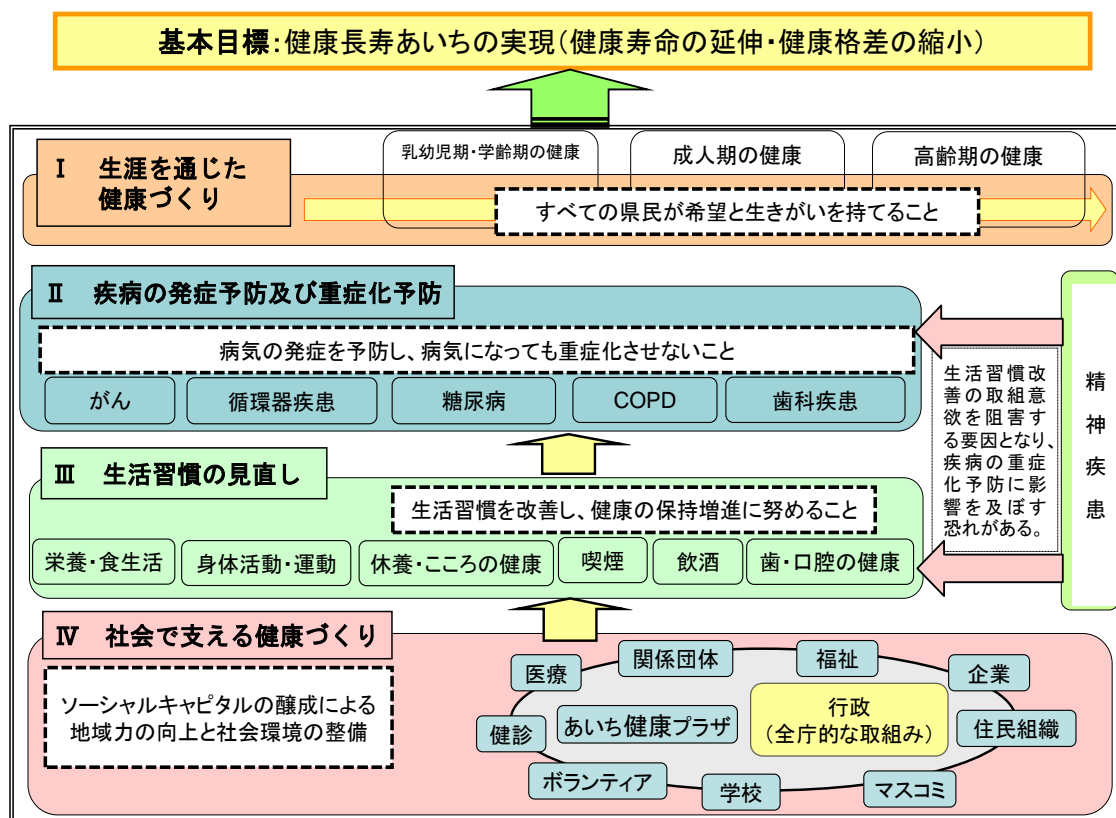 基本目標:健康長寿あいちの実現(健康寿命の延伸・健康格差の縮小)
Ⅰ 生涯を通じた
健康づくり
乳幼児期・学齢期の健康
成人期の健康
高齢期の健康
すべての県民が希望と生きがいを持てること
Ⅱ 疾病の発症予防及び重症化予防
病気の発症を予防し、病気になっても重症化させないこと
がん
循環器疾患
糖尿病
COPD
歯科疾患
生活習慣改
善の取組意
欲を阻害す
る要因となり、
疾病の重症
化予防に影
響を及ぼす
恐れがある。
精神疾患
Ⅲ 生活習慣の見直し
生活習慣を改善し、健康の保持増進に努めること
栄養・食生活
身体活動・運動
休養・こころの健康
喫煙
飲酒
歯・口腔の健康
Ⅳ 社会で支える健康づくり
ソーシャルキャピタルの醸成による
地域力の向上と社会環境の整備
医療
関係団体
福祉
企業
健診
あいち健康プラザ
行政
(全庁的な取組み)
住民組織
ボランティア
学校
マスコミ